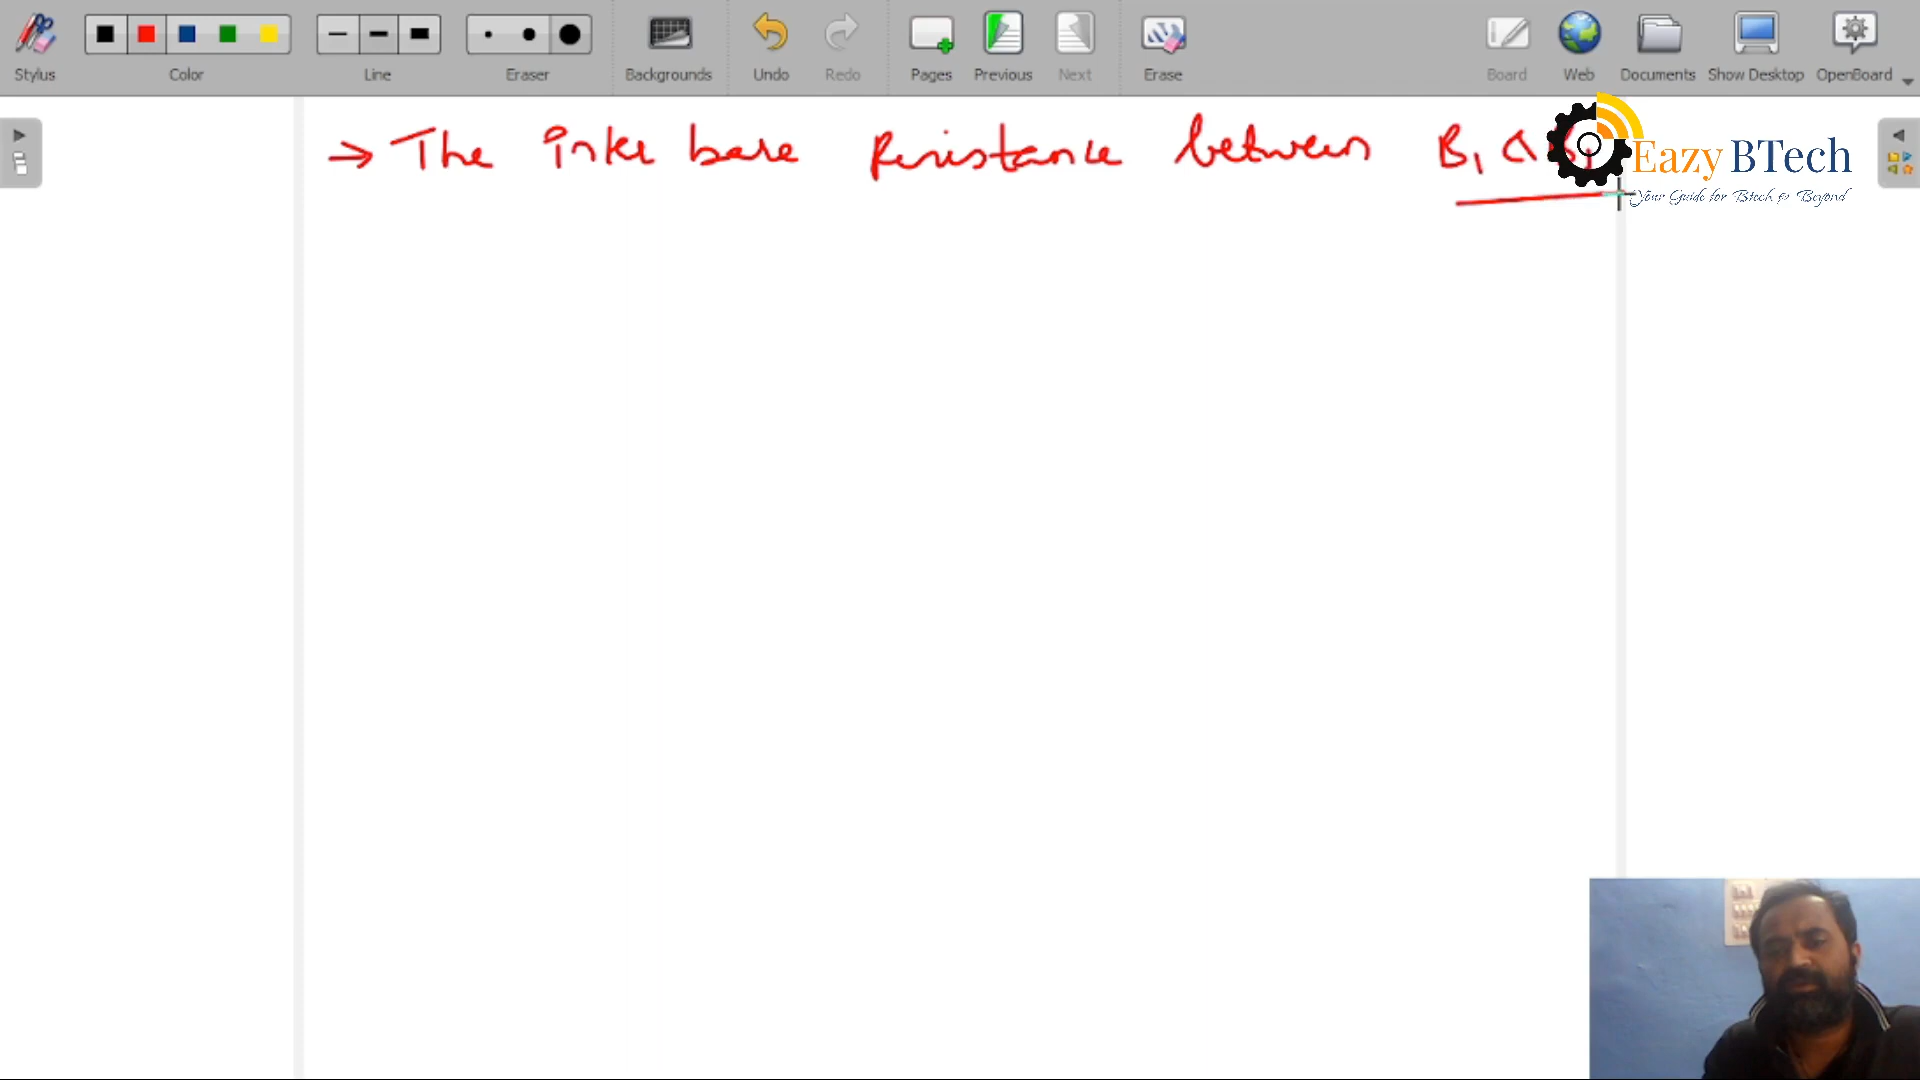 Stylus Color Line Eraser Backgrounds Undo Redo Pages Previous Next Erase Board Web Documents Show Desktop OpenBoard
→ The inter base Resistance between B1
Eazy BTech
Your Guide for Btech & Beyond